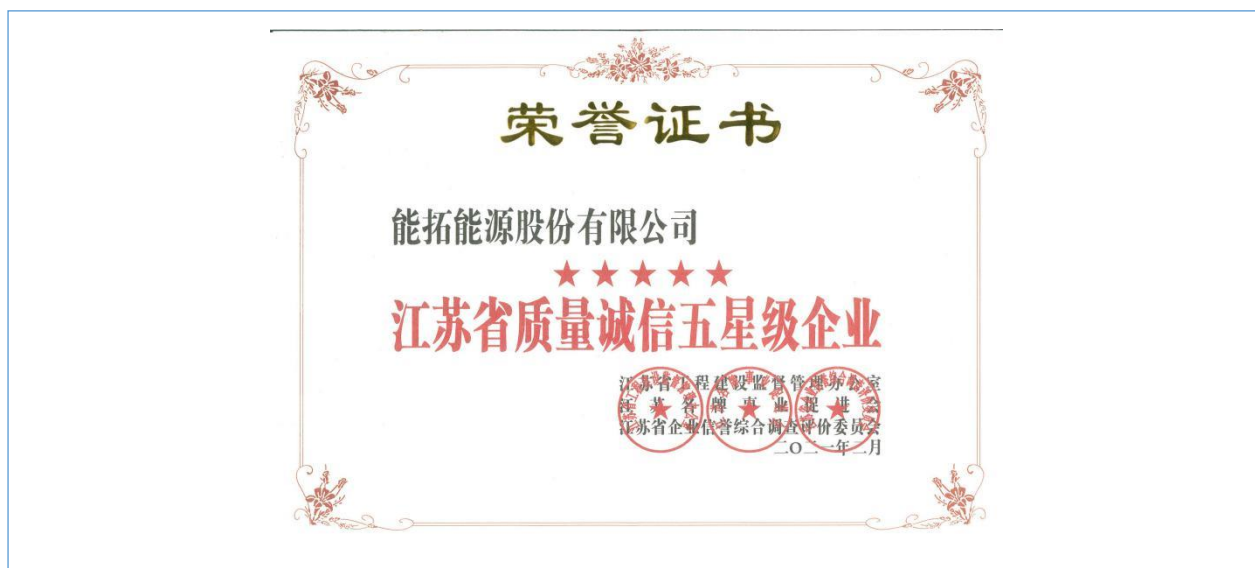 荣誉证书
能拓能源股份有限公司
★★★★★
江苏省质量诚信五星级企业
江苏省工程建设监督管理办公室
江苏名牌事业促进会
江苏省企业信誉综合调查评价委员会
二〇二一年二月